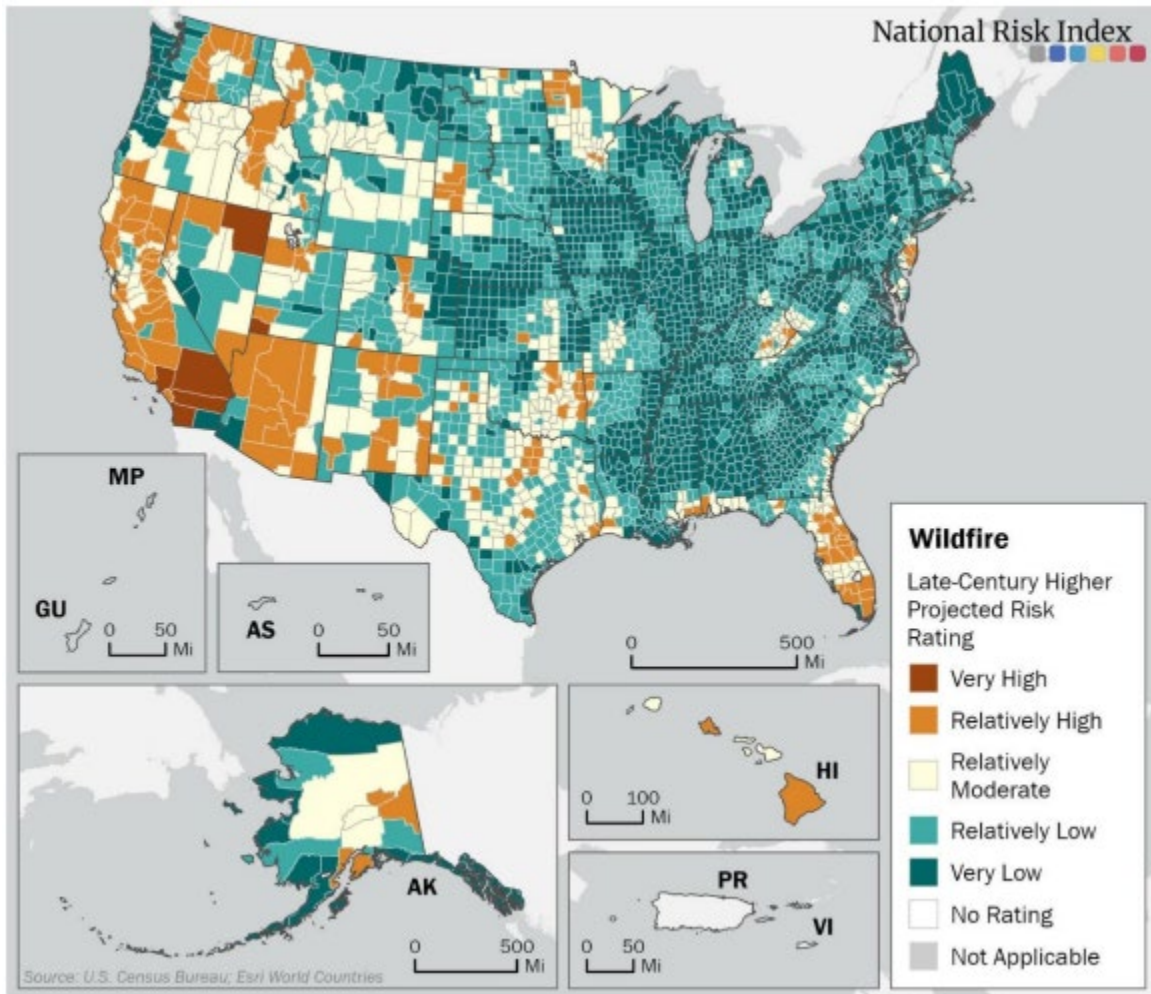 National Risk Index
MP
GU
0 50
Mi
AS
0 50
Mi
0 500
Mi
Wildfire
Late-Century Higher
Projected Risk
Rating
Very High
Relatively High
Relatively
Moderate
Relatively Low
Very Low
No Rating
Not Applicable
AK
0 500
Mi
HI
0 100
Mi
PR
VI
0 50
Mi
Source: U.S. Census Bureau; Esri World Countries